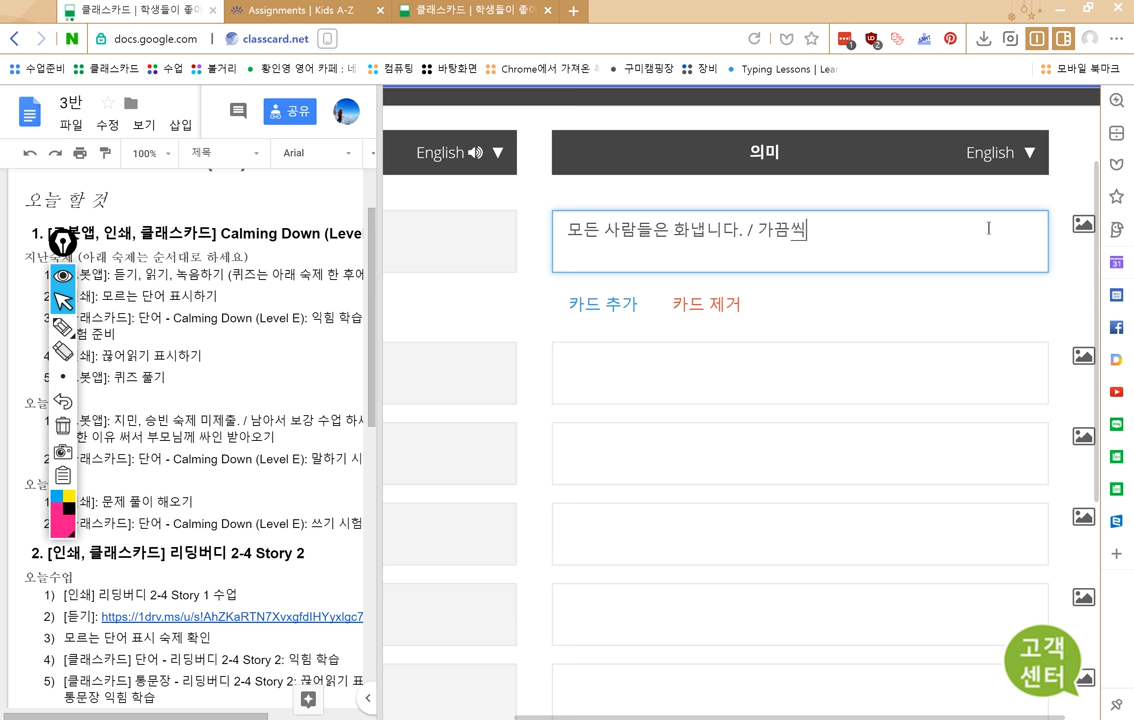 클래스카드 | 학생들이 좋아
Assignments | Kids A-Z
클래스카드 | 학생들이 좋아
docs.google.com | classcard.net
수업준비 클래스카드 수업 볼거리 황인영 영어 카페 : 네 컴퓨팅 바탕화면 Chrome에서 가져온 구미캠핑장 장비 Typing Lessons | Lear 모바일 북마크
3반
파일 수정 보기 삽입
공유
100% 제목 Arial
English ▼
의미
English ▼
오늘 할 것
1. [ 봇앱, 인쇄, 클래스카드] Calming Down (Leve
지난숙제 (아래 숙제는 순서대로 하세요)
봇앱]: 듣기, 읽기, 녹음하기 (퀴즈는 아래 숙제 한 후에
쇄]: 모르는 단어 표시하기
래스카드]: 단어 - Calming Down (Level E): 익힘 학습
험 준비
쇄]: 끊어읽기 표시하기
봇앱]: 퀴즈 풀기
오늘
봇앱]: 지민, 승빈 숙제 미제출. / 남아서 보강 수업 하
한 이유 써서 부모님께 싸인 받아오기
래스카드]: 단어 - Calming Down (Level E): 말하기 시
오늘
쇄]: 문제 풀이 해오기
래스카드]: 단어 - Calming Down (Level E): 쓰기 시험
2. [인쇄, 클래스카드] 리딩버디 2-4 Story 2
오늘수업
1) [인쇄] 리딩버디 2-4 Story 1 수업
2) [듣기]: https://1drv.ms/u/s!AhZKaRTN7XvxgfdIHYyxlgc7
3) 모르는 단어 표시 숙제 확인
4) [클래스카드] 단어 - 리딩버디 2-4 Story 2: 익힘 학습
5) [클래스카드] 통문장 - 리딩버디 2-4 Story 2: 끊어읽기 표
통문장 익힘 학습
모든 사람들은 화냅니다. / 가끔씩
카드 추가 카드 제거
고객
센터